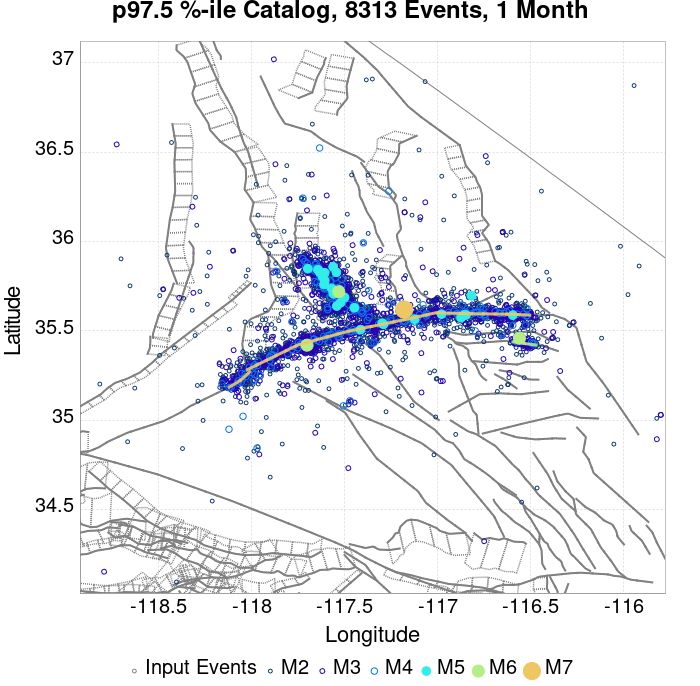 p97.5 %-ile Catalog, 8313 Events, 1 Month
37
36.5
36
35.5
35
34.5
Latitude
-118.5 -118 -117.5 -117 -116.5 -116
Longitude
Input Events M2 M3 M4 M5 M6 M7